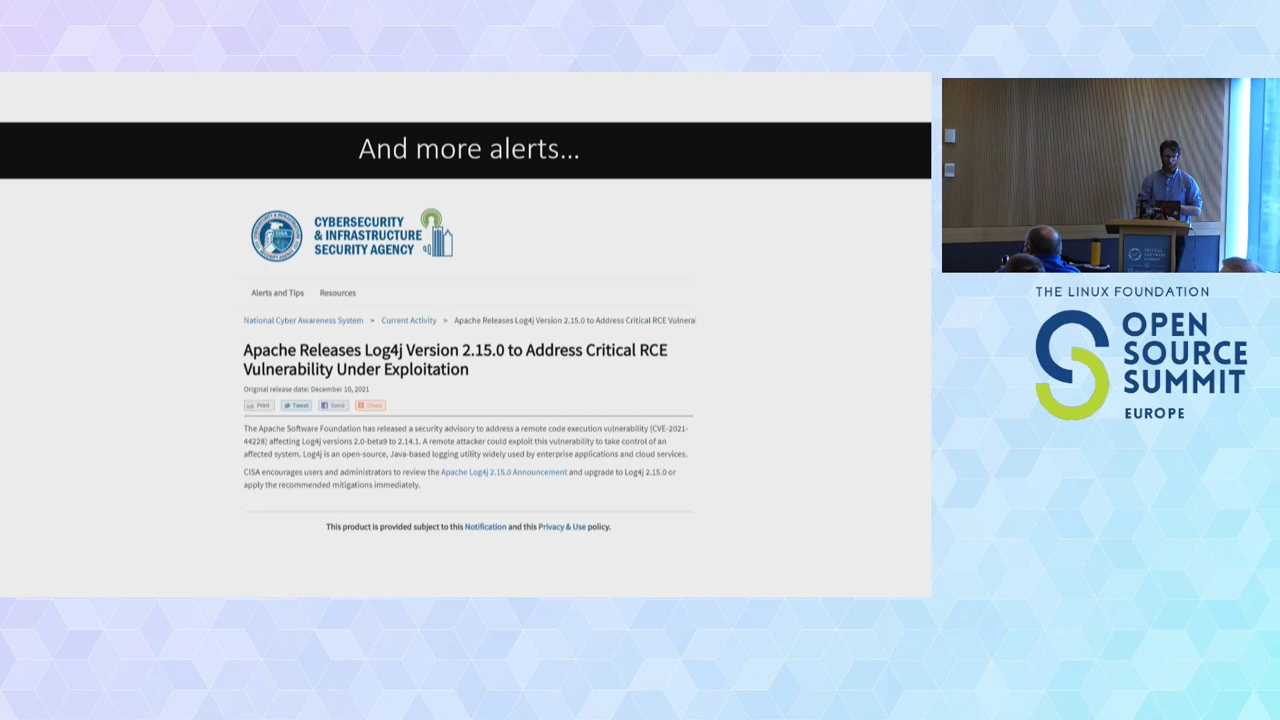 And more alerts...
CYBERSECURITY
& INFRASTRUCTURE
SECURITY AGENCY
Alerts and Tips Resources
National Cyber Awareness System > Current Activity > Apache Releases Log4j Version 2.15.0 to Address Critical RCE Vulnera
Apache Releases Log4j Version 2.15.0 to Address Critical RCE
Vulnerability Under Exploitation
Original release date: December 10, 2021
Print Tweet Send Share
The Apache Software Foundation has released a security advisory to address a remote code execution vulnerability (CVE-2021-
44228) affecting Log4j versions 2.0-beta9 to 2.14.1. A remote attacker could exploit this vulnerability to take control of an
affected system. Log4j is an open-source, Java-based logging utility widely used by enterprise applications and cloud services.
CISA encourages users and administrators to review the Apache Log4j 2.15.0 Announcement and upgrade to Log4j 2.15.0 or
apply the recommended mitigations immediately.
This product is provided subject to this Notification and this Privacy & Use policy.
THE LINUX FOUNDATION
OPEN
SOURCE
SUMMIT
EUROPE